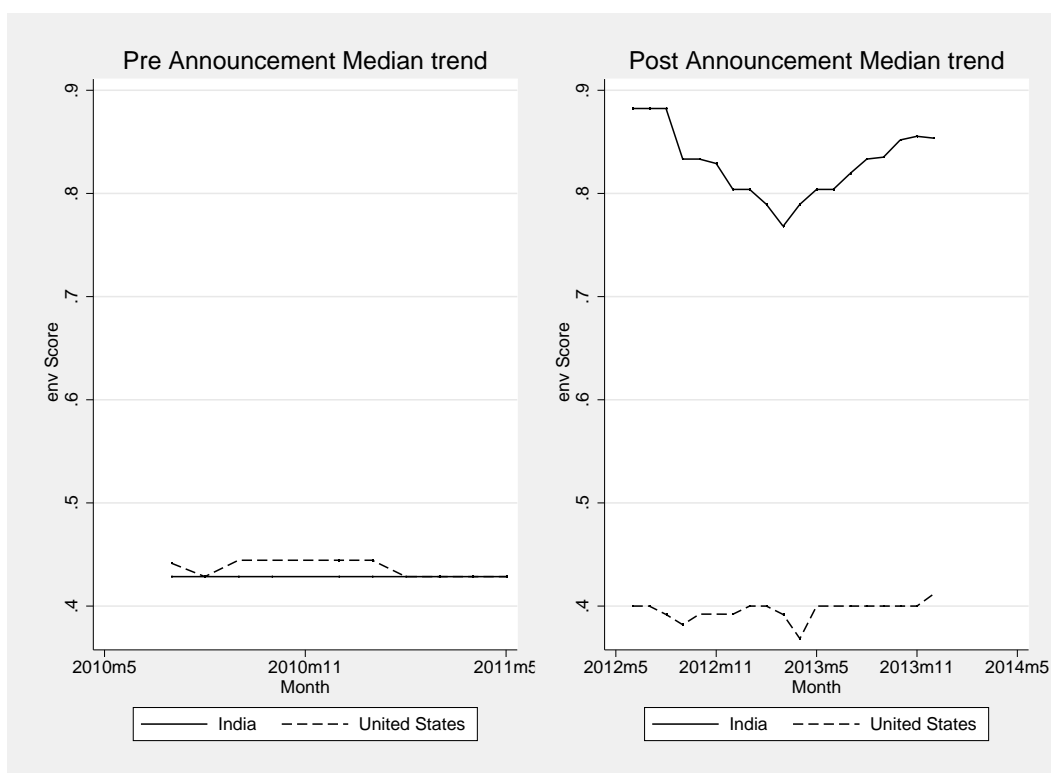 Pre Announcement Median trend
.9
.8
.7
.6
.5
.4
env Score
2010m5 2010m11 2011m5
Month
India United States
Post Announcement Median trend
.9
.8
.7
.6
.5
.4
env Score
2012m5 2012m11 2013m5 2013m11 2014m5
Month
India United States